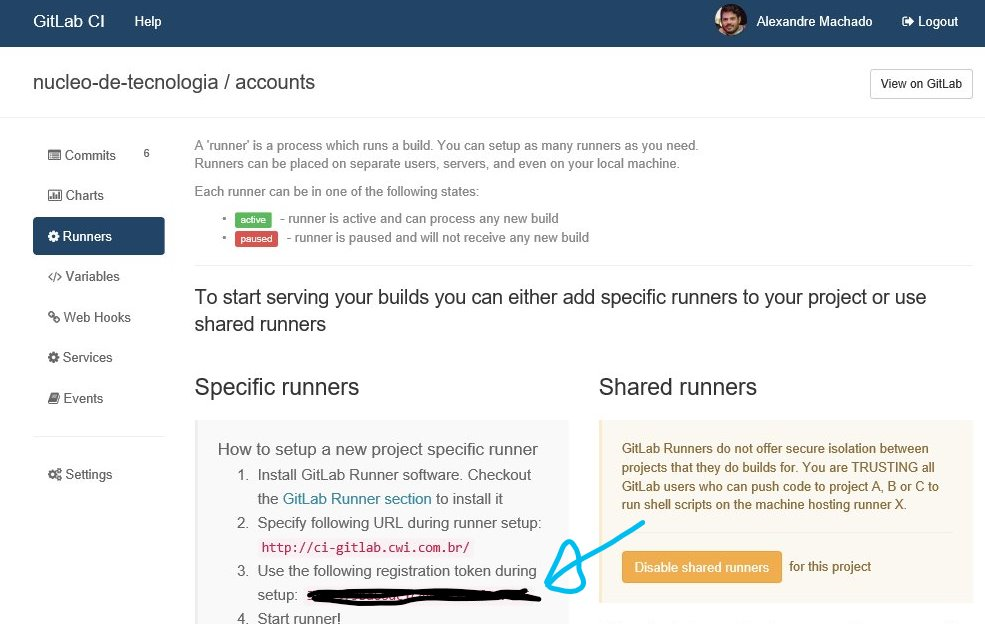 GitLab CI Help Alexandre Machado Logout
nucleo-de-tecnologia / accounts View on GitLab
Commits 6
Charts
Runners
Variables
Web Hooks
Services
Events
Settings
A 'runner' is a process which runs a build. You can setup as many runners as you need.
Runners can be placed on separate users, servers, and even on your local machine.
Each runner can be in one of the following states:
• active - runner is active and can process any new build
• paused - runner is paused and will not receive any new build
To start serving your builds you can either add specific runners to your project or use
shared runners
Specific runners
How to setup a new project specific runner
1. Install GitLab Runner software. Checkout
the GitLab Runner section to install it
2. Specify following URL during runner setup:
http://ci-gitlab.cwi.com.br/
3. Use the following registration token during
setup:
4. Start runner!
Shared runners
GitLab Runners do not offer secure isolation between
projects that they do builds for. You are TRUSTING all
GitLab users who can push code to project A, B or C to
run shell scripts on the machine hosting runner X.
Disable shared runners for this project